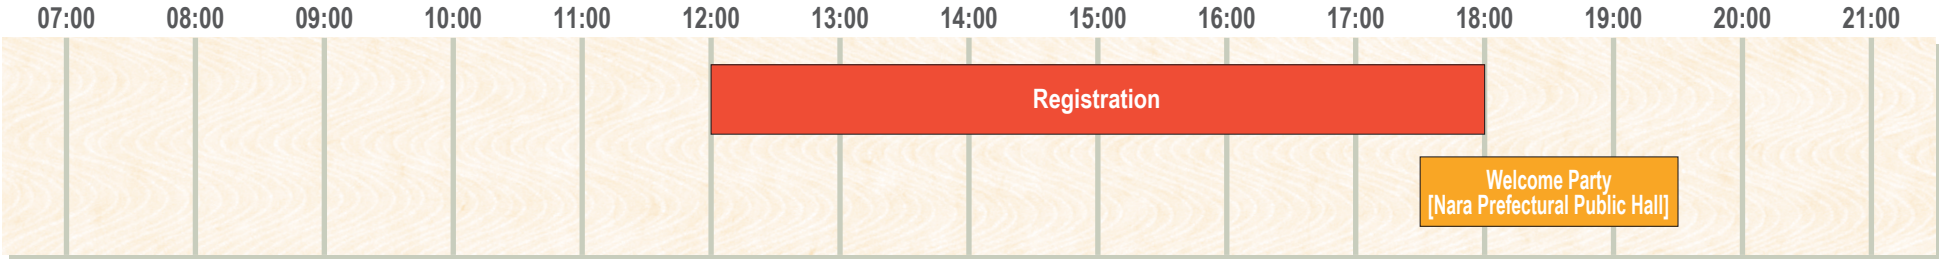 07:00 08:00 09:00 10:00 11:00 12:00 13:00 14:00 15:00 16:00 17:00 18:00 19:00 20:00 21:00
Registration
Welcome Party
[Nara Prefectural Public Hall]